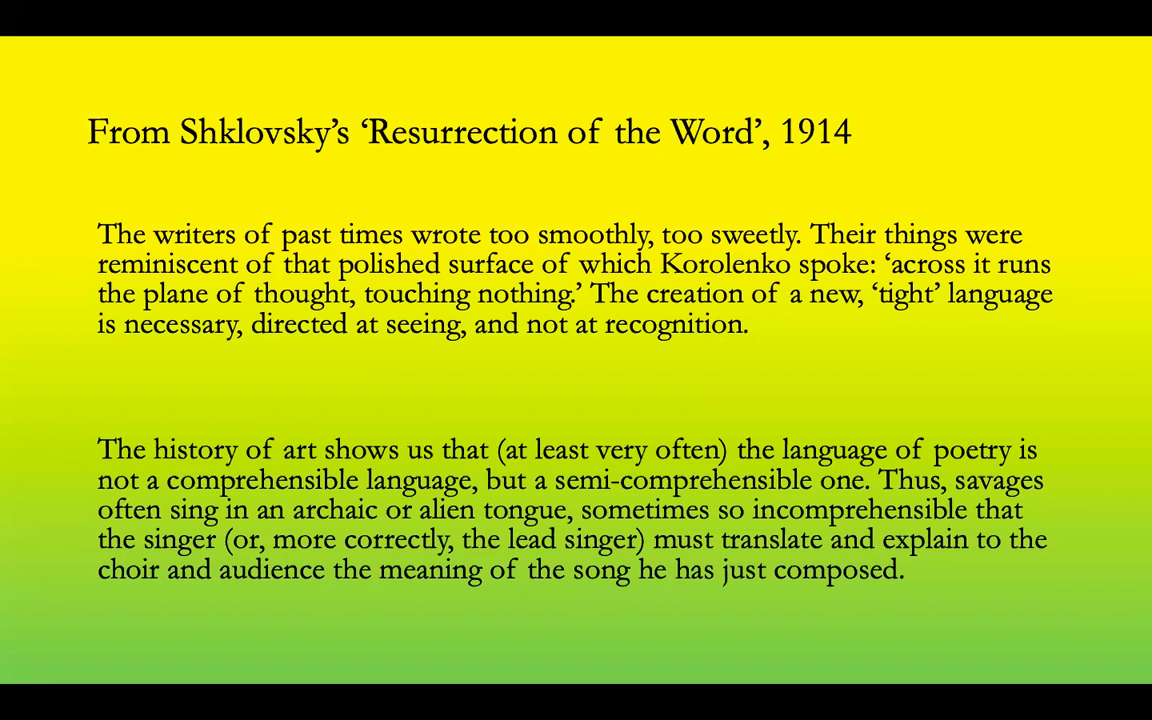 From Shklovsky’s ‘Resurrection of the Word’, 1914
The writers of past times wrote too smoothly, too sweetly. Their things were
reminiscent of that polished surface of which Korolenko spoke: ‘across it runs
the plane of thought, touching nothing.’ The creation of a new, ‘tight’ language
is necessary, directed at seeing, and not at recognition.
The history of art shows us that (at least very often) the language of poetry is
not a comprehensible language, but a semi-comprehensible one. Thus, savages
often sing in an archaic or alien tongue, sometimes so incomprehensible that
the singer (or, more correctly, the lead singer) must translate and explain to the
choir and audience the meaning of the song he has just composed.